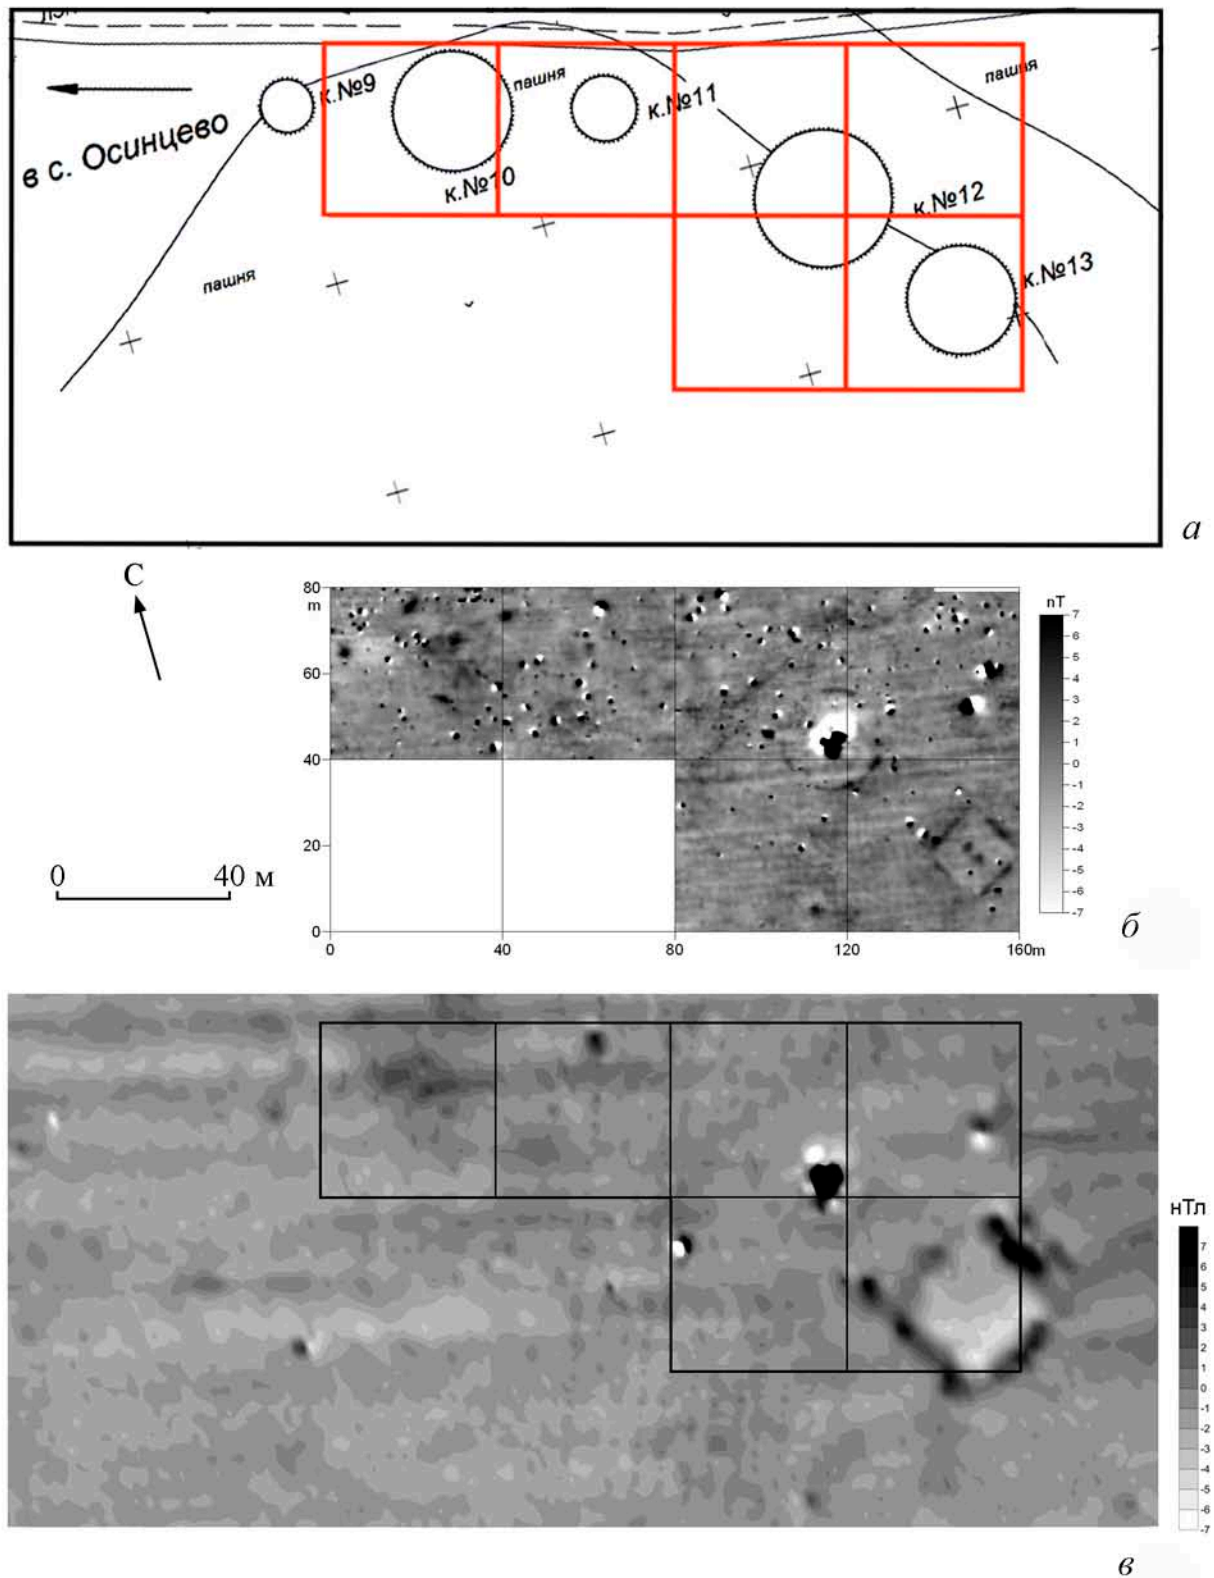 ЛЭП
к.№9
пашня
к.№11
пашня
в с. Осинцево
к.№10
к.№12
пашня
к.№13
а
С
80
m
60
40
20
0
0
40
80
120
160m
nT
7
6
5
4
3
2
1
0
-1
-2
-3
-4
-5
-6
-7
0 40 м
б
нТл
7
6
5
4
3
2
1
0
-1
-2
-3
-4
-5
-6
-7
в